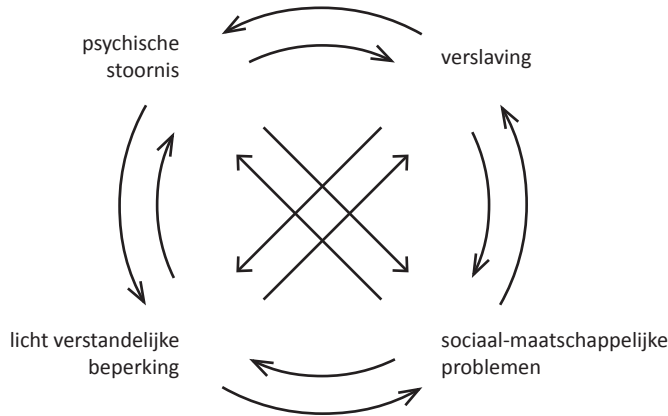 psychische
stoornis
verslaving
licht verstandelijke
beperking
sociaal-maatschappelijke
problemen